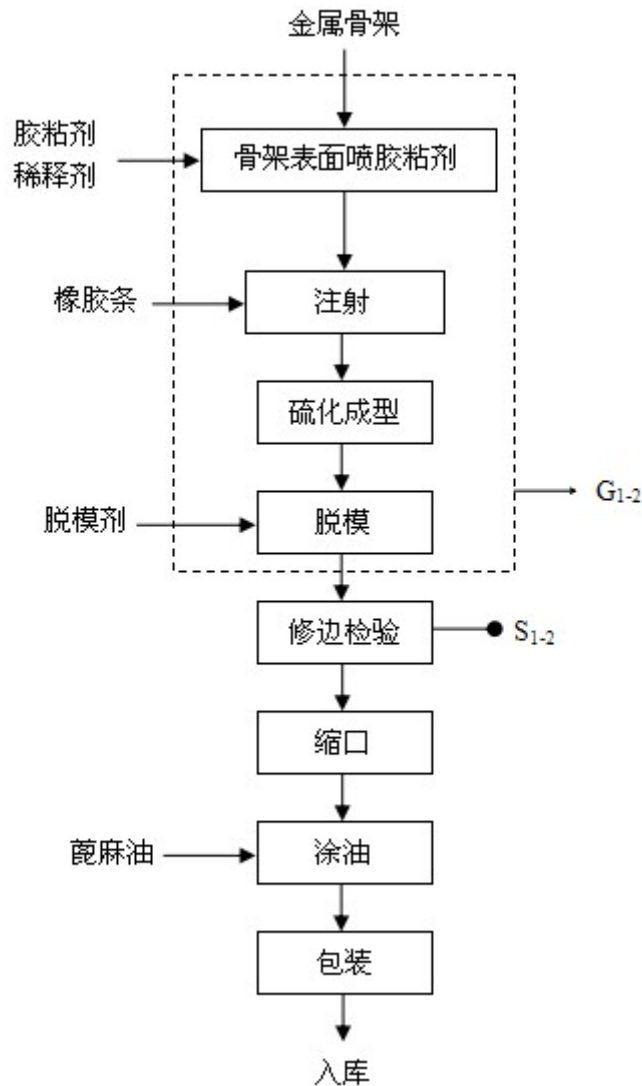 金属骨架
胶粘剂
稀释剂
骨架表面喷胶粘剂
橡胶条
注射
硫化成型
脱模剂
脱模
G1-2
修边检验
S1-2
缩口
蓖麻油
涂油
包装
入库